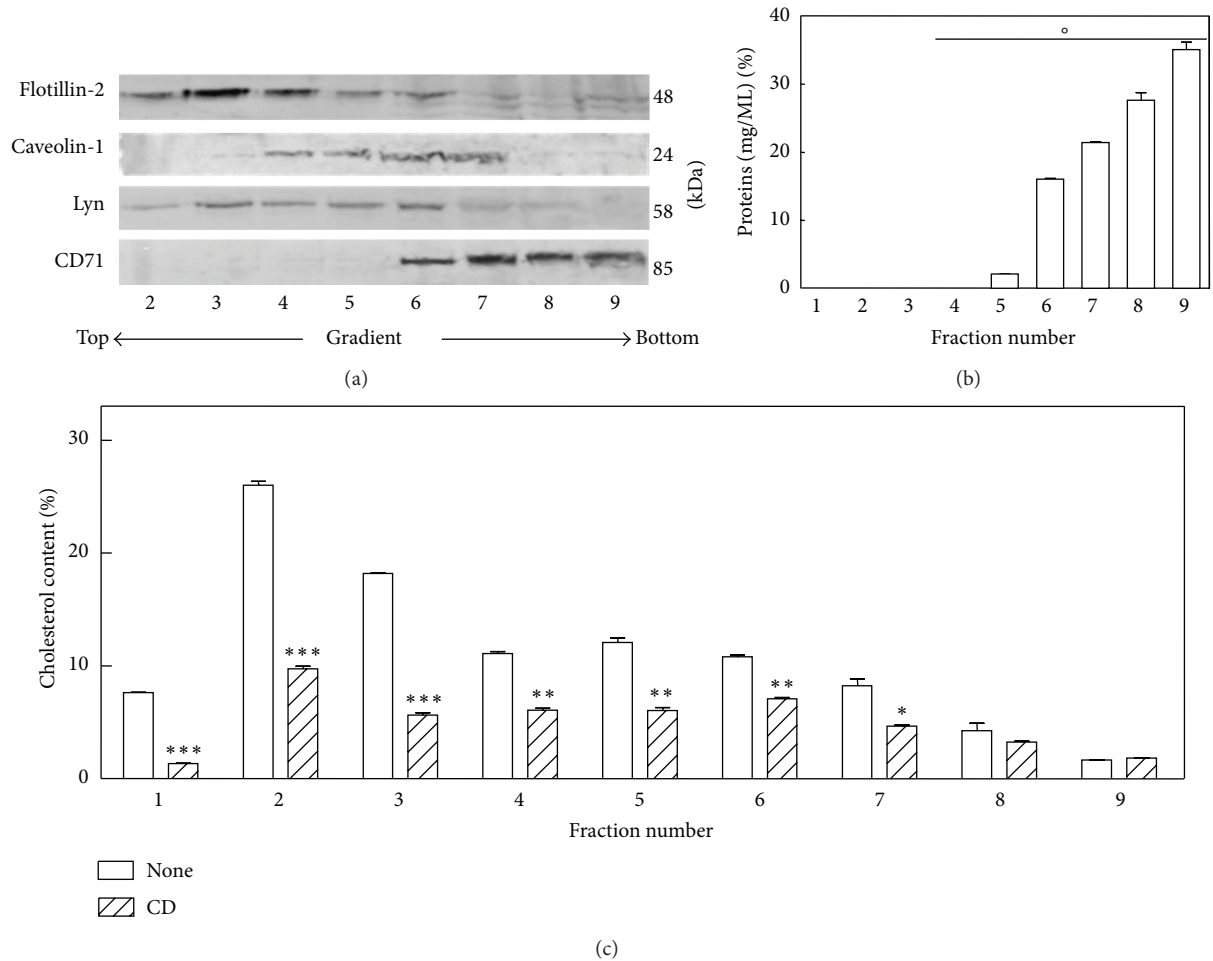 Flotillin-2
48
Caveolin-1
24
Lyn
58
CD71
85
(kDa)
2 3 4 5 6 7 8 9
Top Gradient Bottom
(a)
Proteins (mg/ML) (%)
40
30
20
10
0
°
1 2 3 4 5 6 7 8 9
Fraction number
(b)
Cholesterol content (%)
30
20
10
0
***
***
***
**
**
**
*
1 2 3 4 5 6 7 8 9
Fraction number
None
CD
(c)